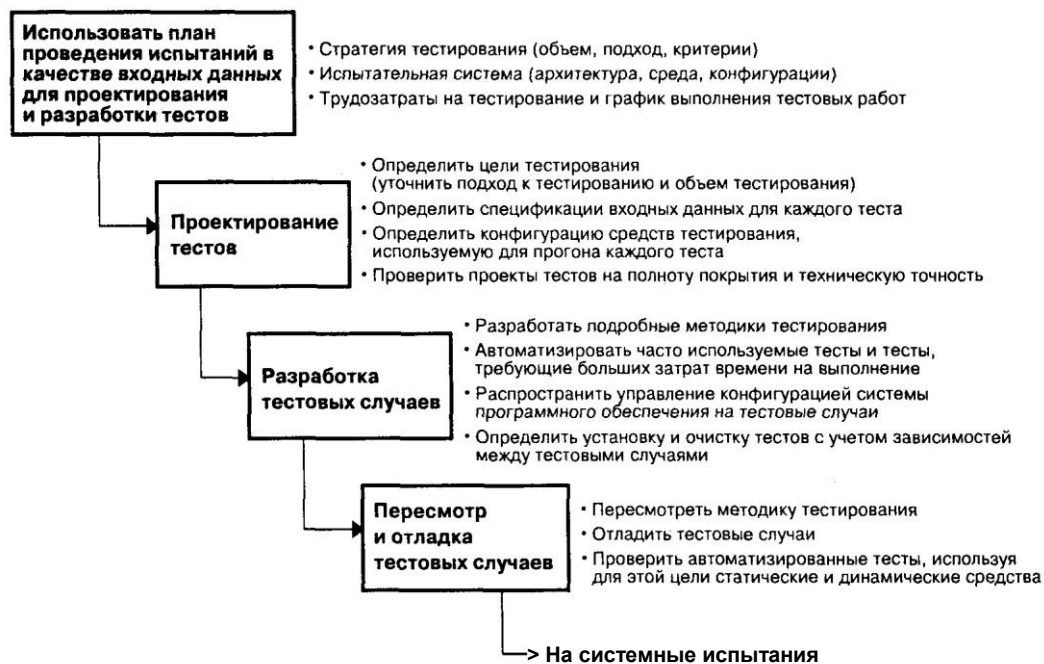 Использовать план
проведения испытаний в
качестве входных данных
для проектирования
и разработки тестов
• Стратегия тестирования (объем, подход, критерии)
• Испытательная система (архитектура, среда, конфигурации)
• Трудозатраты на тестирование и график выполнения тестовых работ
Проектирование
тестов
• Определить цели тестирования
(уточнить подход к тестированию и объем тестирования)
• Определить спецификации входных данных для каждого теста
• Определить конфигурацию средств тестирования,
используемую для прогона каждого теста
• Проверить проекты тестов на полноту покрытия и техническую точность
Разработка
тестовых случаев
• Разработать подробные методики тестирования
• Автоматизировать часто используемые тесты и тесты,
требующие больших затрат времени на выполнение
• Распространить управление конфигурацией системы
программного обеспечения на тестовые случаи
• Определить установку и очистку тестов с учетом зависимостей
между тестовыми случаями
Пересмотр
и отладка
тестовых случаев
• Пересмотреть методику тестирования
• Отладить тестовые случаи
• Проверить автоматизированные тесты, используя
для этой цели статические и динамические средства
На системные испытания